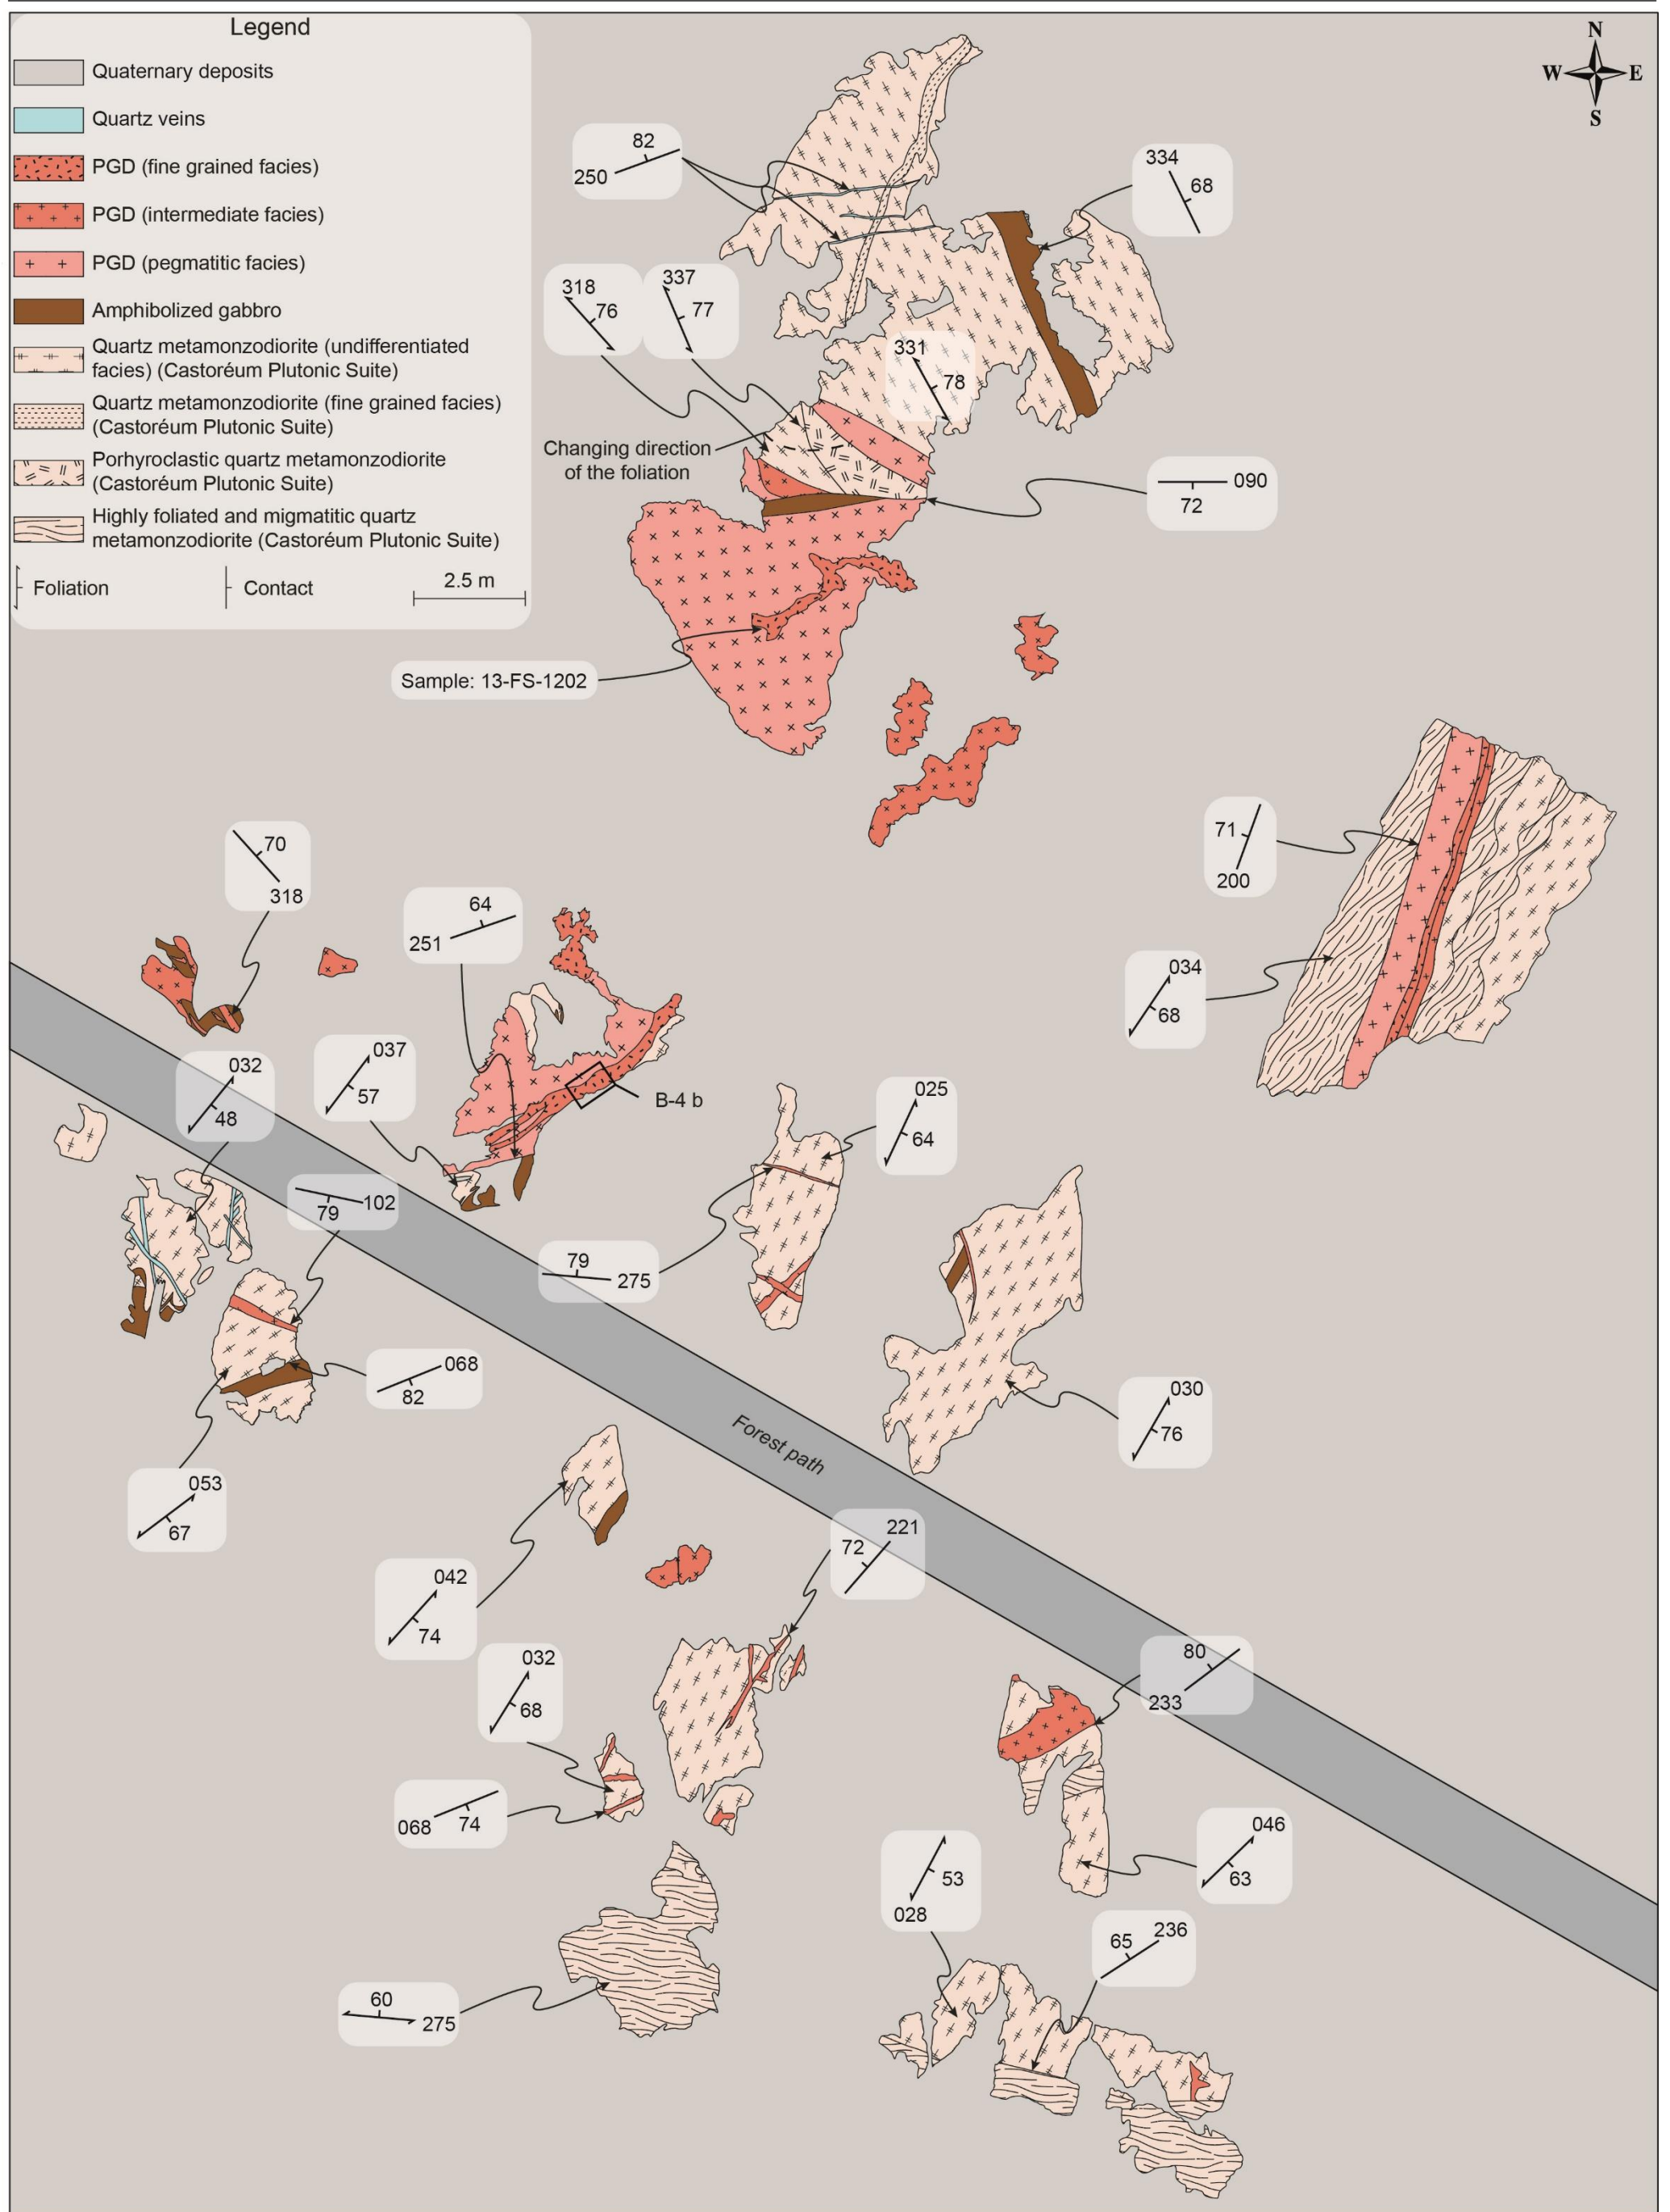 Legend
Quaternary deposits
Quartz veins
PGD (fine grained facies)
PGD (intermediate facies)
PGD (pegmatitic facies)
Amphibolized gabbro
Quartz metamonzodiorite (undifferentiated
facies) (Castoréum Plutonic Suite)
Quartz metamonzodiorite (fine grained facies)
(Castoréum Plutonic Suite)
Porhyroclastic quartz metamonzodiorite
(Castoréum Plutonic Suite)
Highly foliated and migmatitic quartz
metamonzodiorite (Castoréum Plutonic Suite)
Foliation
Contact
2.5 m
N
W
E
S
82
250
334
68
318
76
337
77
331
78
Changing direction
of the foliation
090
72
Sample: 13-FS-1202
71
200
70
318
64
251
034
68
032
48
037
57
B-4 b
025
64
102
79
79
275
068
82
030
76
053
67
Forest path
042
74
221
72
032
68
80
233
068
74
046
63
53
028
65
236
60
275